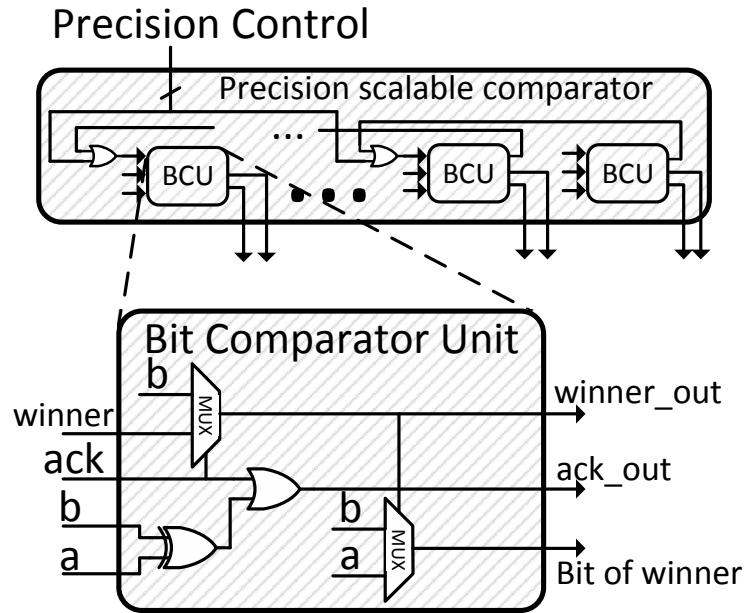 Precision Control
Precision scalable comparator
...
BCU
BCU
BCU
Bit Comparator Unit
b
MUX
winner
winner_out
ack
ack_out
b
b
MUX
a
a
Bit of winner